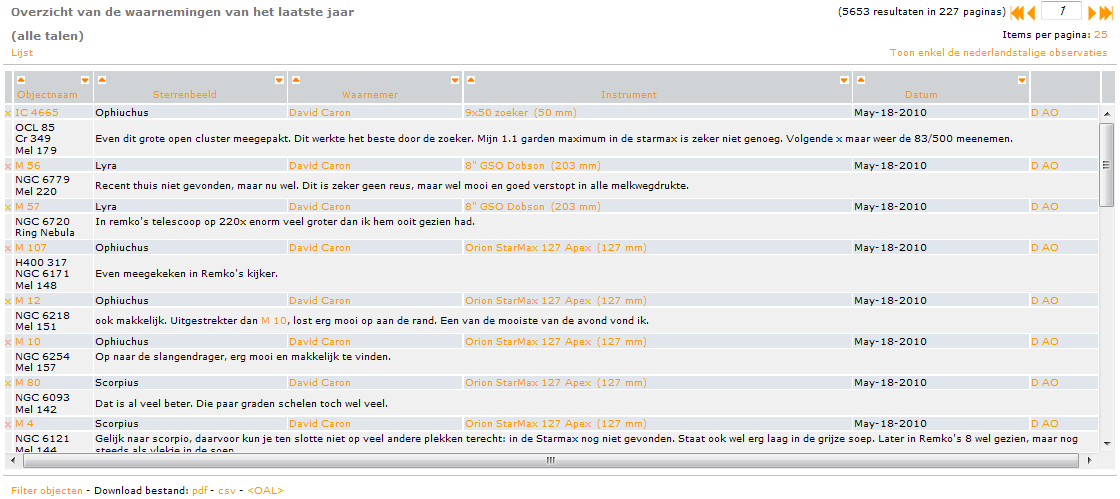 Overzicht van de waarnemingen van het laatste jaar
(5653 resultaten in 227 paginas) 1
(alle talen)
Items per pagina: 25
Lijst
Toon enkel de nederlandstalige observaties
Objectnaam Sterrenbeeld Waarnemer Instrument Datum
x IC 4665 Ophiuchus David Caron 9x50 zoeker (50 mm) May-18-2010 D AO
OCL 85
Cr 349
Mel 179
Even dit grote open cluster meegepakt. Dit werkte het beste door de zoeker. Mijn 1.1 garden maximum in de starmax is zeker niet genoeg. Volgende x maar weer de 83/500 meenemen.
x M 56 Lyra David Caron 8" GSO Dobson (203 mm) May-18-2010 D AO
NGC 6779
Mel 220
Recent thuis niet gevonden, maar nu wel. Dit is zeker geen reus, maar wel mooi en goed verstopt in alle melkwegdrukte.
x M 57 Lyra David Caron 8" GSO Dobson (203 mm) May-18-2010 D AO
NGC 6720
Ring Nebula
In remko's telescoop op 220x enorm veel groter dan ik hem ooit gezien had.
x M 107 Ophiuchus David Caron Orion StarMax 127 Apex (127 mm) May-18-2010 D AO
H400 317
NGC 6171
Mel 148
Even meegekeken in Remko's kijker.
x M 12 Ophiuchus David Caron Orion StarMax 127 Apex (127 mm) May-18-2010 D AO
NGC 6218
Mel 151
ook makkelijk. Uitgestrekter dan M 10, lost erg mooi op aan de rand. Een van de mooiste van de avond vond ik.
x M 10 Ophiuchus David Caron Orion StarMax 127 Apex (127 mm) May-18-2010 D AO
NGC 6254
Mel 157
Op naar de slangendrager, erg mooi en makkelijk te vinden.
x M 80 Scorpius David Caron Orion StarMax 127 Apex (127 mm) May-18-2010 D AO
NGC 6093
Mel 142
Dat is al veel beter. Die paar graden schelen toch wel veel.
x M 4 Scorpius David Caron Orion StarMax 127 Apex (127 mm) May-18-2010 D AO
NGC 6121
Mel 144
Gelijk naar scorpio, daarvoor kun je ten slotte niet op veel andere plekken terecht: in de Starmax nog niet gevonden. Staat ook wel erg laag in de grijze soep. Later in Remko's 8 wel gezien, maar nog
steeds als vlekje in de soep.
Filter objecten - Download bestand: pdf - csv - <OAL>